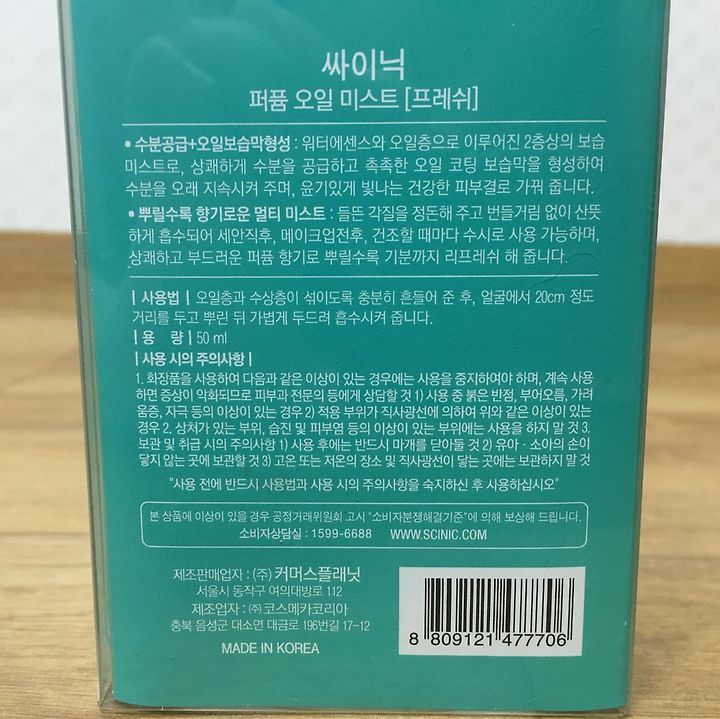 싸이닉
퍼퓸 오일 미스트 [프레쉬]
• 수분공급+오일보습막형성 : 워터에센스와 오일층으로 이루어진 2층상의 보습
미스트로, 상쾌하게 수분을 공급하고 촉촉한 오일 코팅 보습막을 형성하여
수분을 오래 지속시켜 주며, 윤기있게 빛나는 건강한 피부결로 가꿔 줍니다.
• 뿌릴수록 향기로운 멀티 미스트 : 들뜬 각질을 정돈해 주고 번들거림 없이 산뜻
하게 흡수되어 세안직후, 메이크업전후, 건조할 때마다 수시로 사용 가능하며,
상쾌하고 부드러운 퍼퓸 향기로 뿌릴수록 기분까지 리프레쉬 해 줍니다.
| 사용법 | 오일층과 수상층이 섞이도록 충분히 흔들어 준 후, 얼굴에서 20cm 정도
거리를 두고 뿌린 뒤 가볍게 두드려 흡수시켜 줍니다.
| 용 량 | 50 ml
| 사용 시의 주의사항 |
1. 화장품을 사용하여 다음과 같은 이상이 있는 경우에는 사용을 중지하여야 하며, 계속 사용
하면 증상이 악화되므로 피부과 전문의 등에게 상담할 것 1) 사용 중 붉은 반점, 부어오름, 가려
움증, 자극 등의 이상이 있는 경우 2) 적용 부위가 직사광선에 의하여 위와 같은 이상이 있는
경우 2. 상처가 있는 부위, 습진 및 피부염 등의 이상이 있는 부위에는 사용을 하지 말 것 3.
보관 및 취급 시의 주의사항 1) 사용 후에는 반드시 마개를 닫아둘 것 2) 유아 · 소아의 손이
닿지 않는 곳에 보관할 것 3) 고온 또는 저온의 장소 및 직사광선이 닿는 곳에는 보관하지 말 것
"사용 전에 반드시 사용법과 사용 시의 주의사항을 숙지하신 후 사용하십시오"
본 상품에 이상이 있을 경우 공정거래위원회 고시 "소비자분쟁해결기준"에 의해 보상해 드립니다.
소비자상담실 : 1599-6688 WWW.SCINIC.COM
제조판매업자 : (주) 커머스플래닛
서울시 동작구 여의대방로 112
제조업자 : (주) 코스메카코리아
충북 음성군 대소면 대금로 196번길 17-12
MADE IN KOREA
8 809121 477706